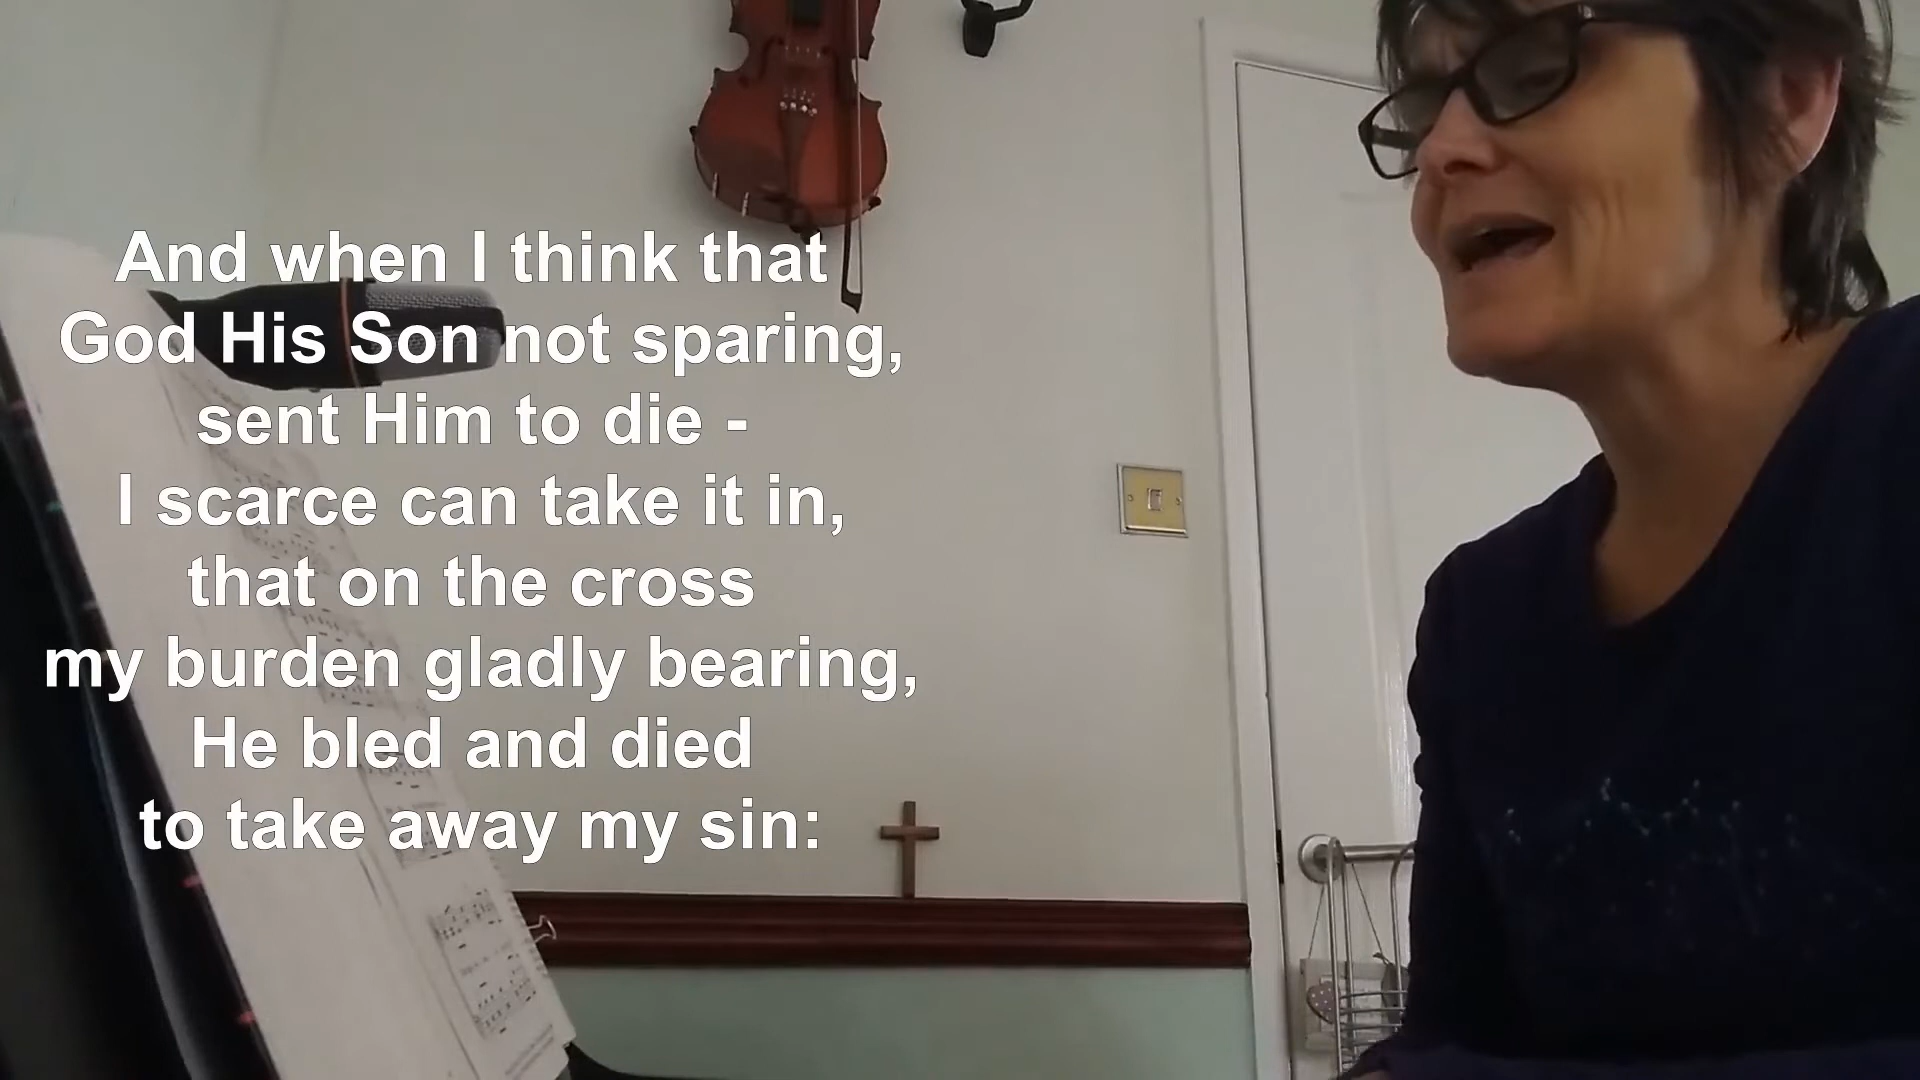 And when I think that
God His Son not sparing,
sent Him to die -
I scarce can take it in,
that on the cross
my burden gladly bearing,
He bled and died
to take away my sin: